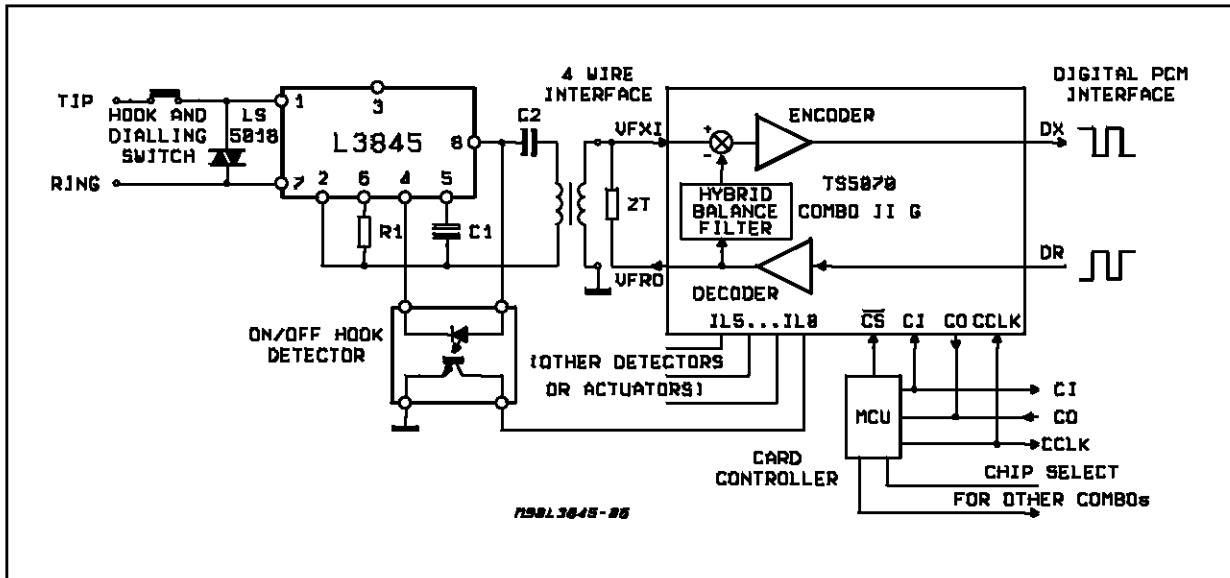 4 WIRE
INTERFACE
DIGITAL PCM
INTERFACE
TIP
HOOK AND
DIALLING
SWITCH
LS
5018
RING
1
3
L3845
8
7
2
6
4
5
R1
C1
C2
ZT
VFXI
VFRO
+
-
ENCODER
TS5070
COMBO II G
HYBRID
BALANCE
FILTER
DECODER
DX
DR
IL5...IL0
CS
CI
CO
CCLK
ON/OFF HOOK
DETECTOR
(OTHER DETECTORS
OR ACTUATORS)
MCU
CI
CO
CCLK
CARD
CONTROLLER
CHIP SELECT
FOR OTHER COMBOs
M90L3845-06